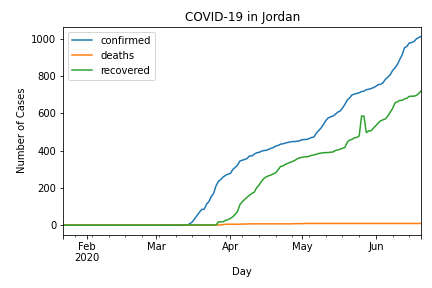 COVID-19 in Jordan
confirmed
deaths
recovered
Number of Cases
1000
800
600
400
200
0
Feb Mar Apr May Jun
2020
Day